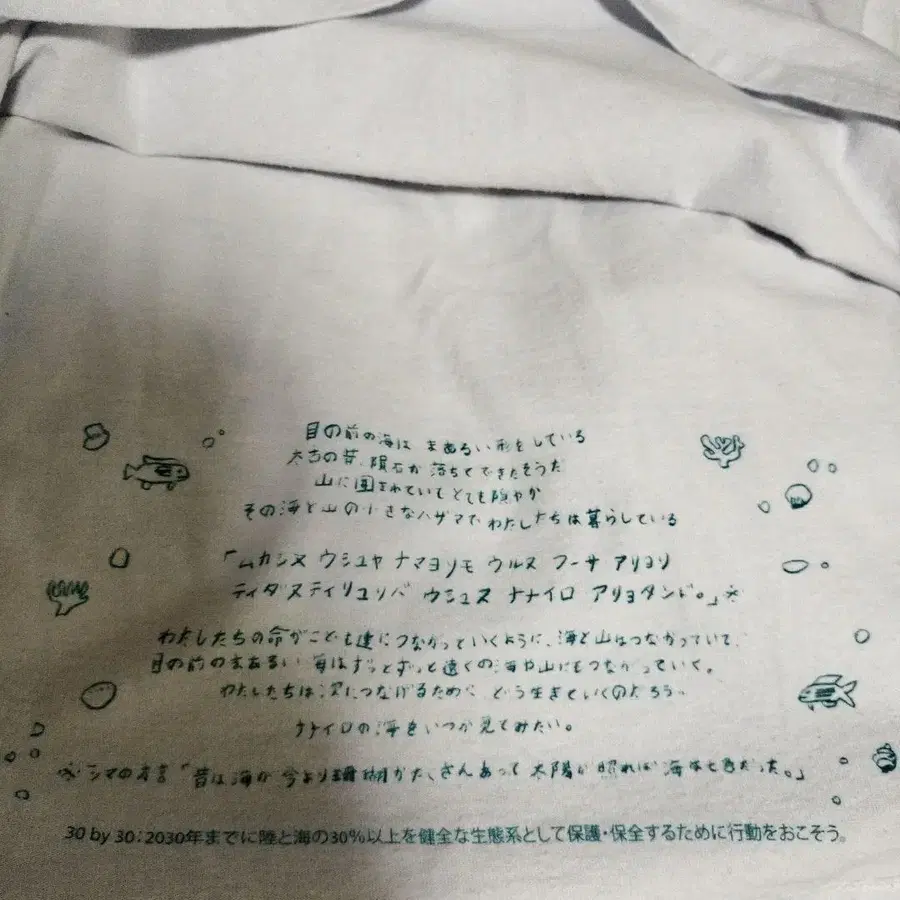 目の前の海は まあるい形をしている
太古の昔、隕石が落ちてできたそうだ
山に囲まれていてとても穏やか
その海と山の小さなハザマで、わたしたちは暮らしている
「ムカシヌ ウシュヤ ナマヨリモ ウルヌ フーサ アリヨリ
ティダヌティリユリバ ウシュヌ ナナイロ アリョタンド。」※
わたしたちの命がこども達につながっていくように、海と山はつながっていて、
目の前のまあるい海はずっとずっと遠くの海や山にもつながっていく。
わたしたちは次につなげるために どう生きていくのだろう。
ナナイロの海をいつか見てみたい。
※シマの方言「昔は海が今より珊瑚がたくさんあって太陽が照れば海は七色だった。」
30 by 30：2030年までに陸と海の30%以上を健全な生態系として保護・保全するために行動をおこそう。